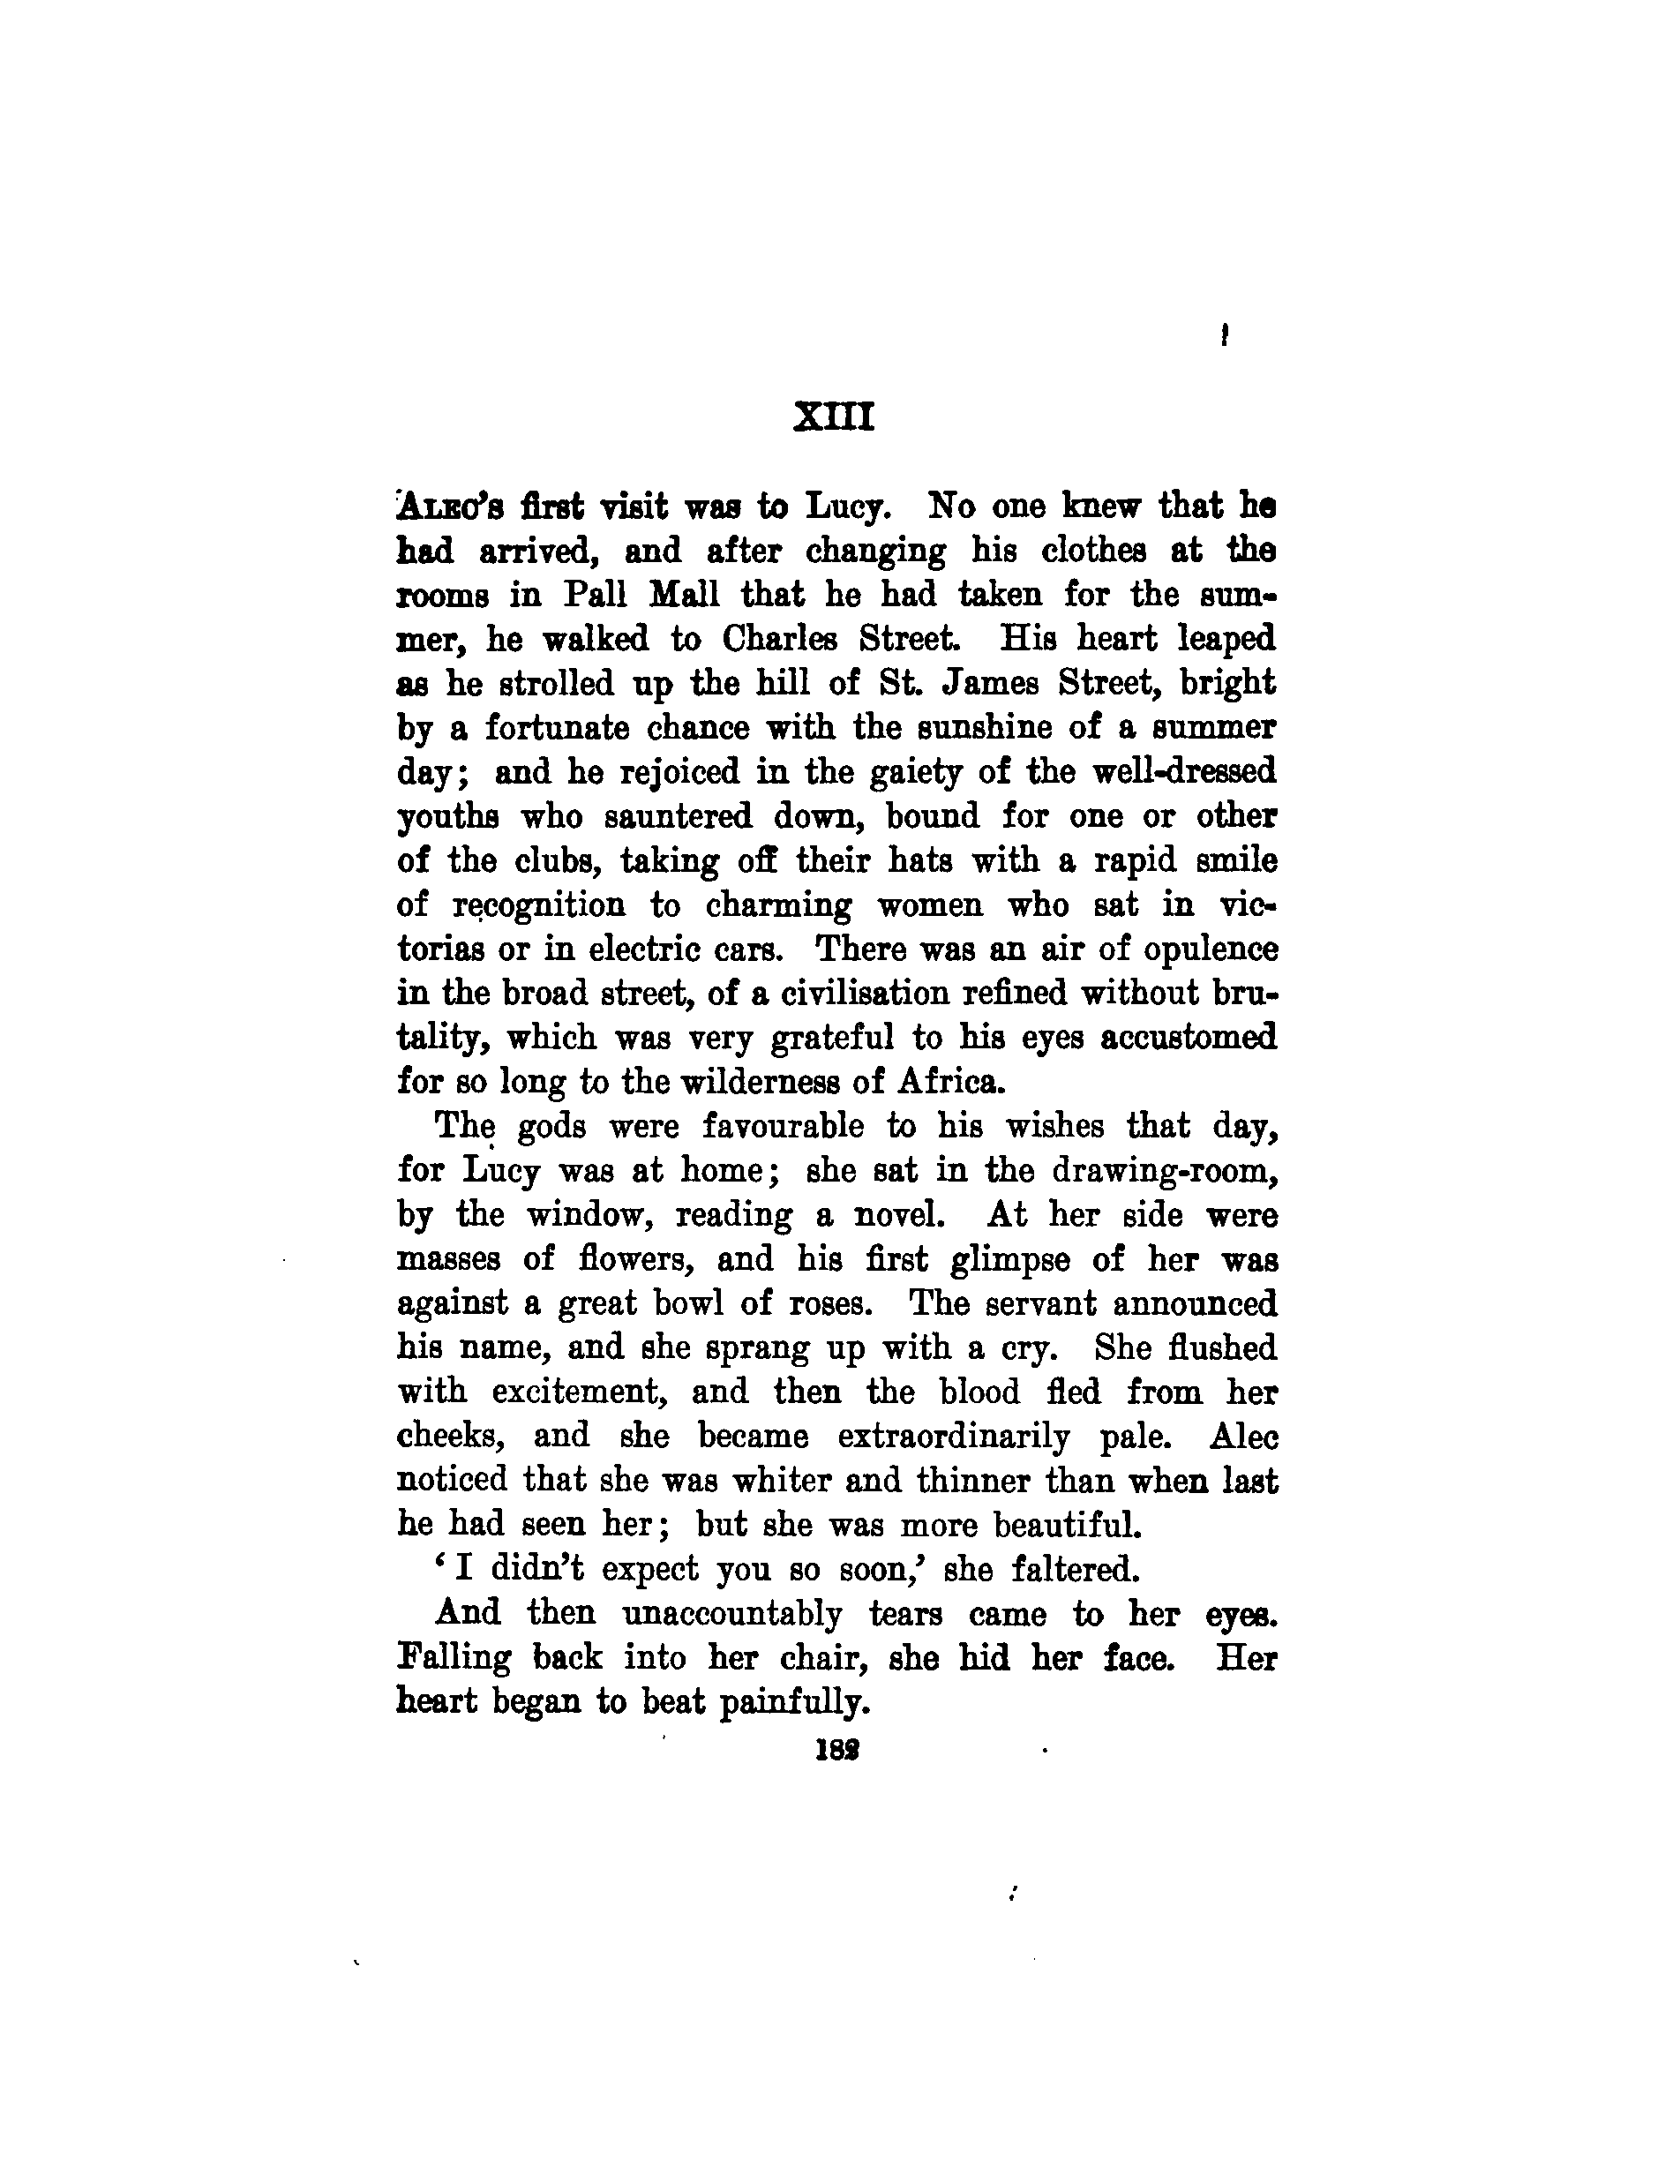 XIII
ALEC's first visit was to Lucy. No one knew that he
had arrived, and after changing his clothes at the
rooms in Pall Mall that he had taken for the sum-
mer, he walked to Charles Street. His heart leaped
as he strolled up the hill of St. James Street, bright
by a fortunate chance with the sunshine of a summer
day; and he rejoiced in the gaiety of the well-dressed
youths who sauntered down, bound for one or other
of the clubs, taking off their hats with a rapid smile
of recognition to charming women who sat in vic-
torias or in electric cars. There was an air of opulence
in the broad street, of a civilisation refined without bru-
tality, which was very grateful to his eyes accustomed
for so long to the wilderness of Africa.
The gods were favourable to his wishes that day,
for Lucy was at home; she sat in the drawing-room,
by the window, reading a novel. At her side were
masses of flowers, and his first glimpse of her was
against a great bowl of roses. The servant announced
his name, and she sprang up with a cry. She flushed
with excitement, and then the blood fled from her
cheeks, and she became extraordinarily pale. Alec
noticed that she was whiter and thinner than when last
he had seen her; but she was more beautiful.
‘I didn’t expect you so soon,’ she faltered.
And then unaccountably tears came to her eyes.
Falling back into her chair, she hid her face. Her
heart began to beat painfully.